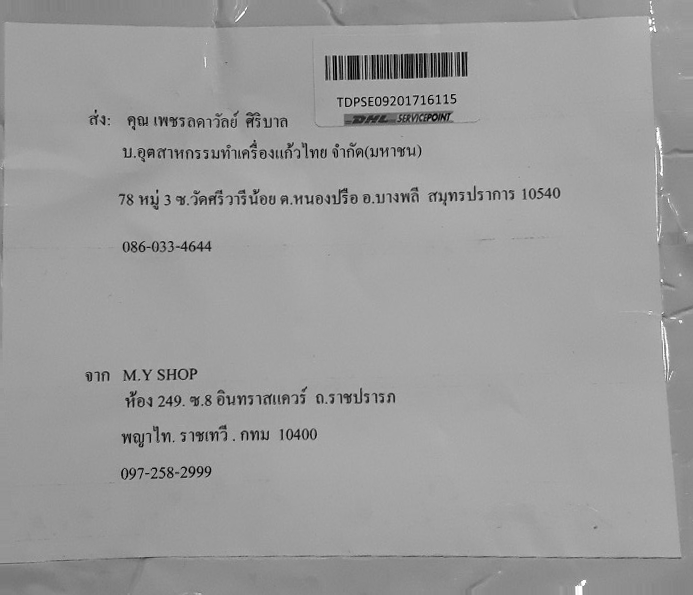 TDPSE09201716115
DHL SERVICEPOINT
ส่ง: คุณ เพชรลดาวัลย์ ศิริบาล
บ.อุตสาหกรรมทำเครื่องแก้วไทย จำกัด(มหาชน)
78 หมู่ 3 ซ.วัดศรีวารีน้อย ต.หนองปรือ อ.บางพลี สมุทรปราการ 10540
086-033-4644
จาก M.Y SHOP
ห้อง 249. ซ.8 อินทราสแควร์ ถ.ราชปรารภ
พญาไท. ราชเทวี . กทม 10400
097-258-2999